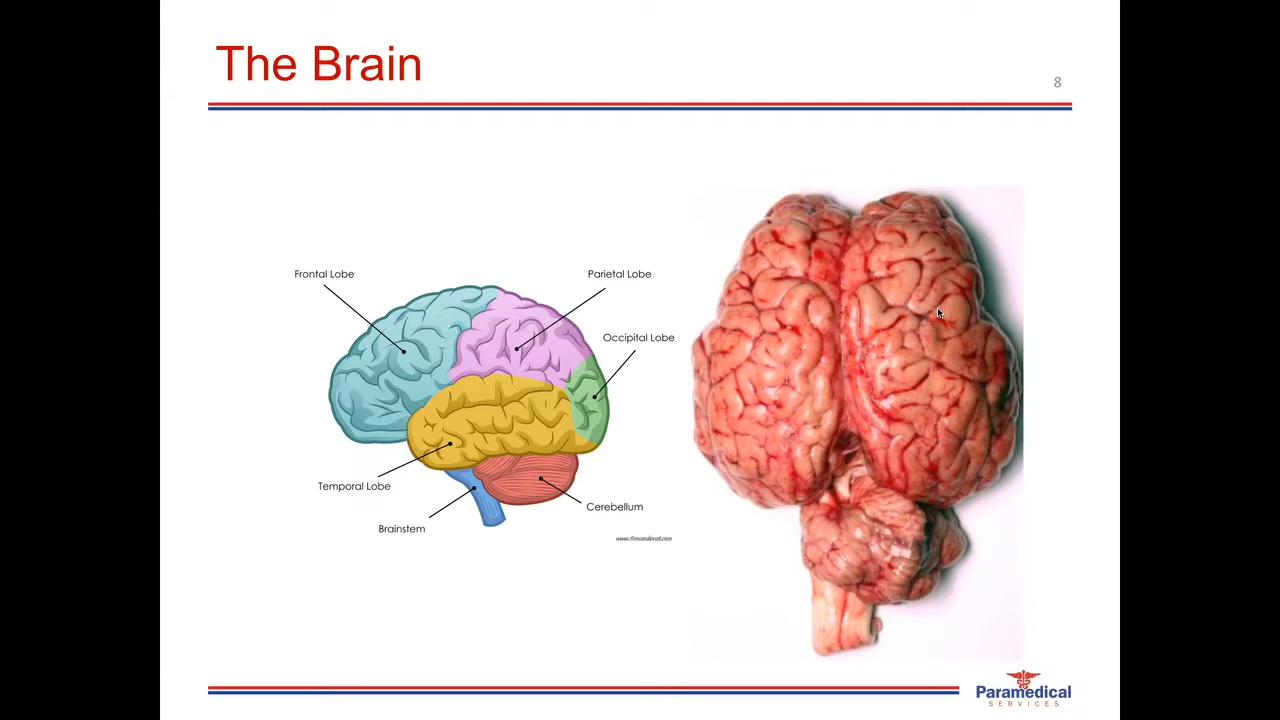 The Brain
8
Frontal Lobe
Parietal Lobe
Occipital Lobe
Temporal Lobe
Cerebellum
Brainstem
Paramedical
SERVICES